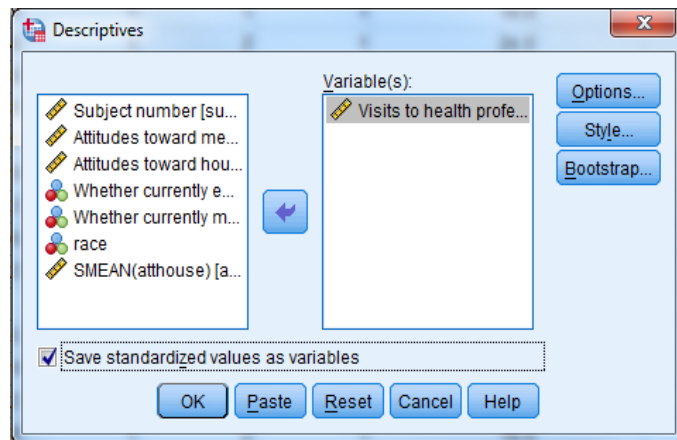 Descriptives
Variable(s):
Subject number [su...
Attitudes toward me...
Attitudes toward hou...
Whether currently e...
Whether currently m...
race
SMEAN(atthouse) [a...
Visits to health profe...
Options...
Style...
Bootstrap...
Save standardized values as variables
OK Paste Reset Cancel Help